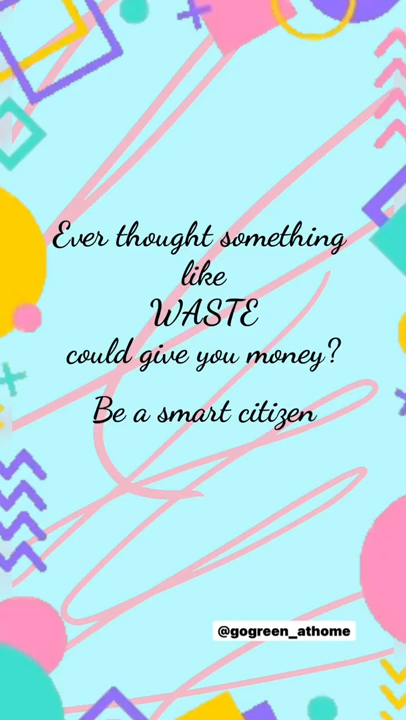 Ever thought something
like
WASTE
could give you money?
Be a smart citizen
@gogreen_athome